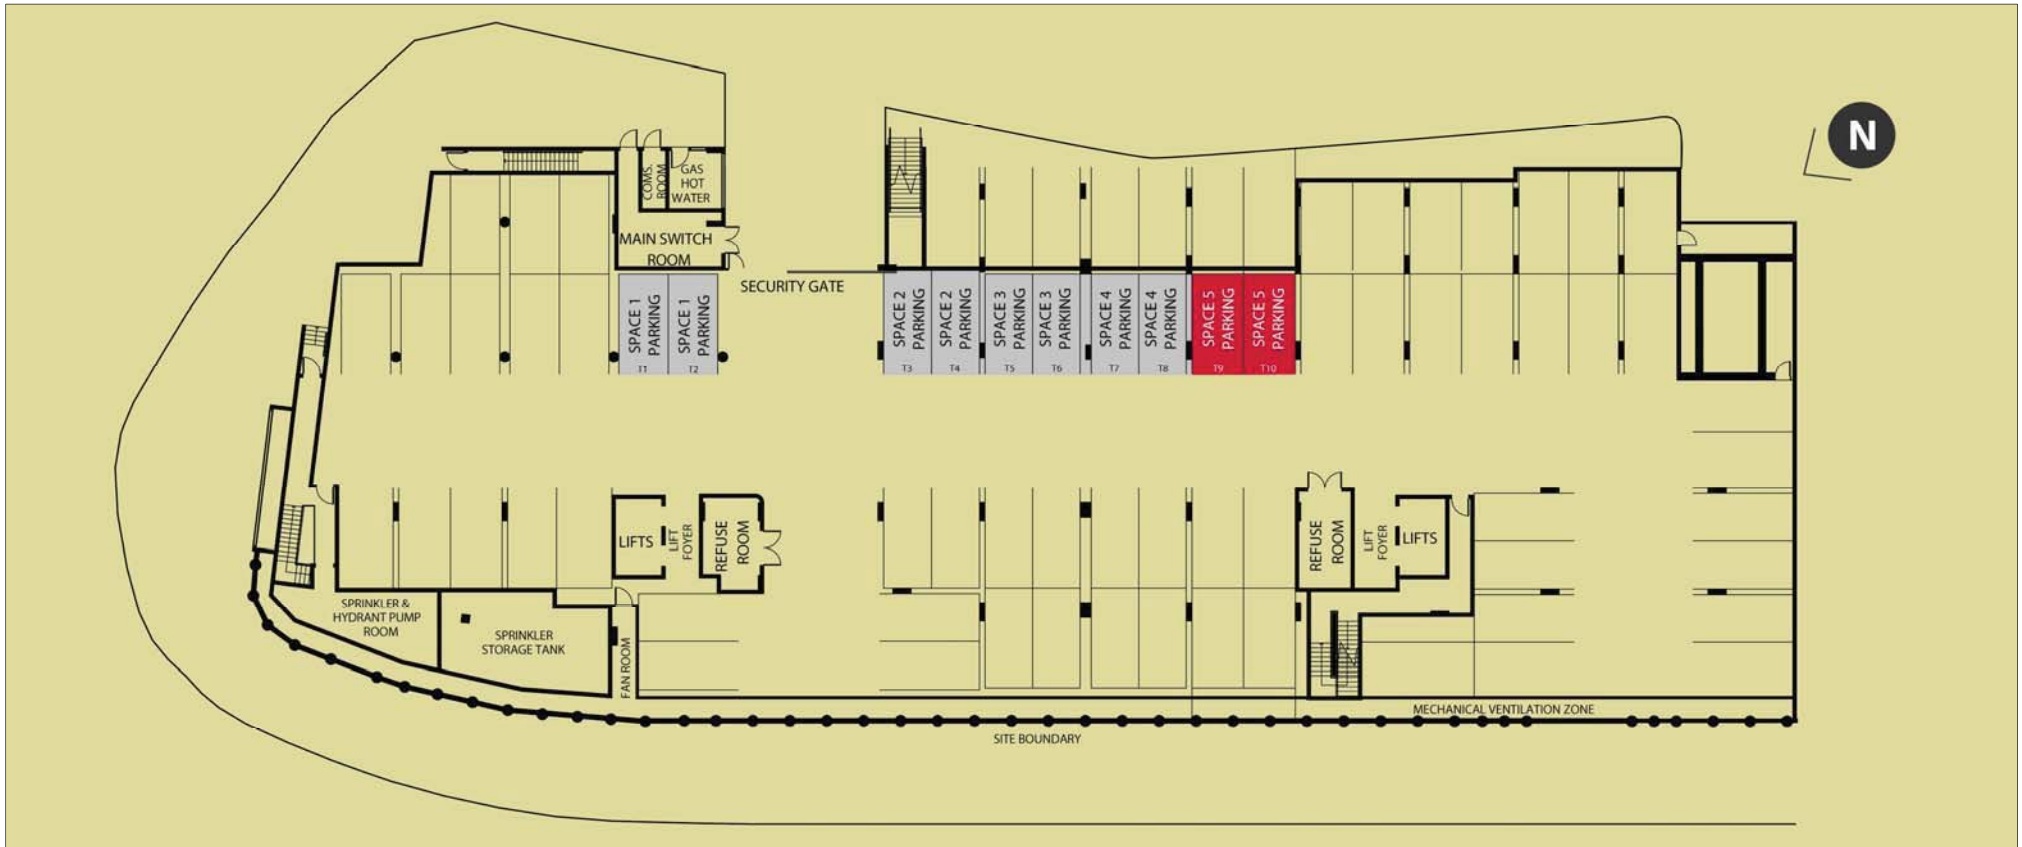 N
COMS.
ROOM
GAS
HOT
WATER
MAIN SWITCH
ROOM
SECURITY GATE
SPACE 1
PARKING
T1
SPACE 1
PARKING
T2
SPACE 2
PARKING
T3
SPACE 2
PARKING
T4
SPACE 3
PARKING
T5
SPACE 3
PARKING
T6
SPACE 4
PARKING
T7
SPACE 4
PARKING
T8
SPACE 5
PARKING
T9
SPACE 5
PARKING
T10
LIFTS
LIFT
FOYER
REFUSE
ROOM
REFUSE
ROOM
LIFT
FOYER
LIFTS
SPRINKLER &
HYDRANT PUMP
ROOM
SPRINKLER
STORAGE TANK
FAN ROOM
MECHANICAL VENTILATION ZONE
SITE BOUNDARY